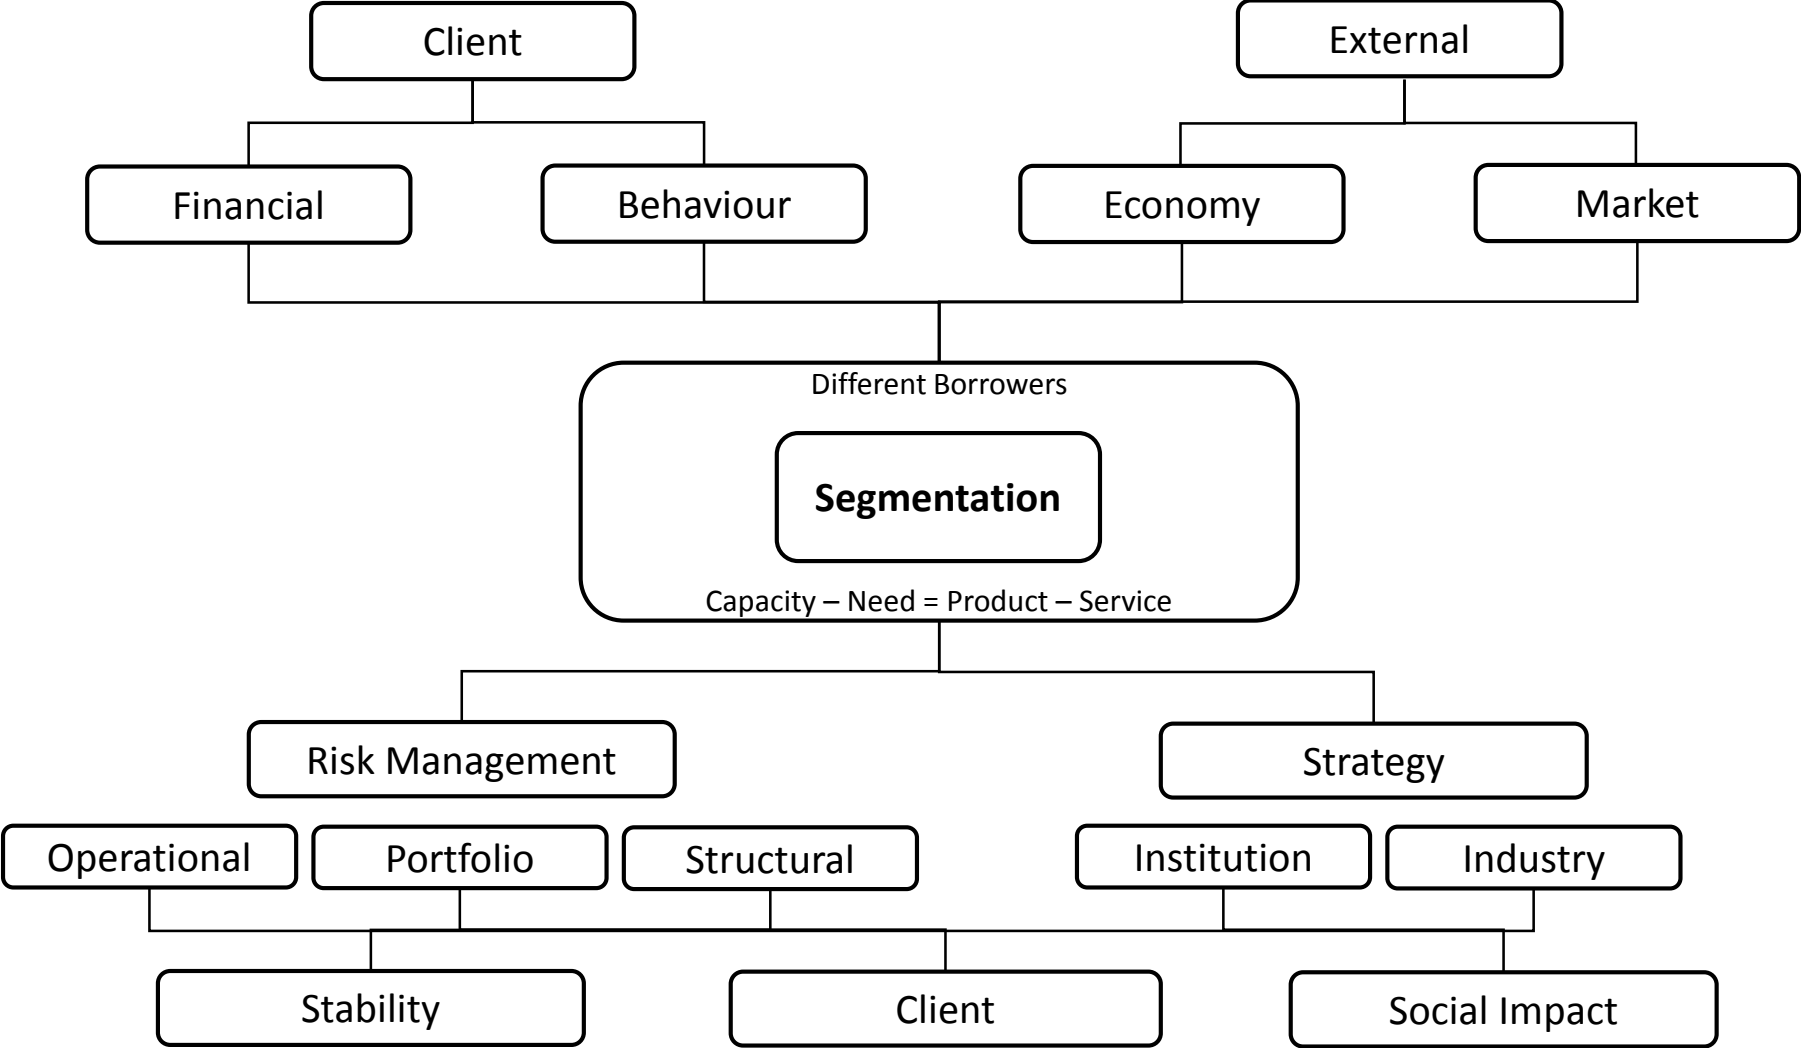 Client
External
Financial
Behaviour
Economy
Market
Different Borrowers
Segmentation
Capacity – Need = Product – Service
Risk Management
Strategy
Operational
Portfolio
Structural
Institution
Industry
Stability
Client
Social Impact